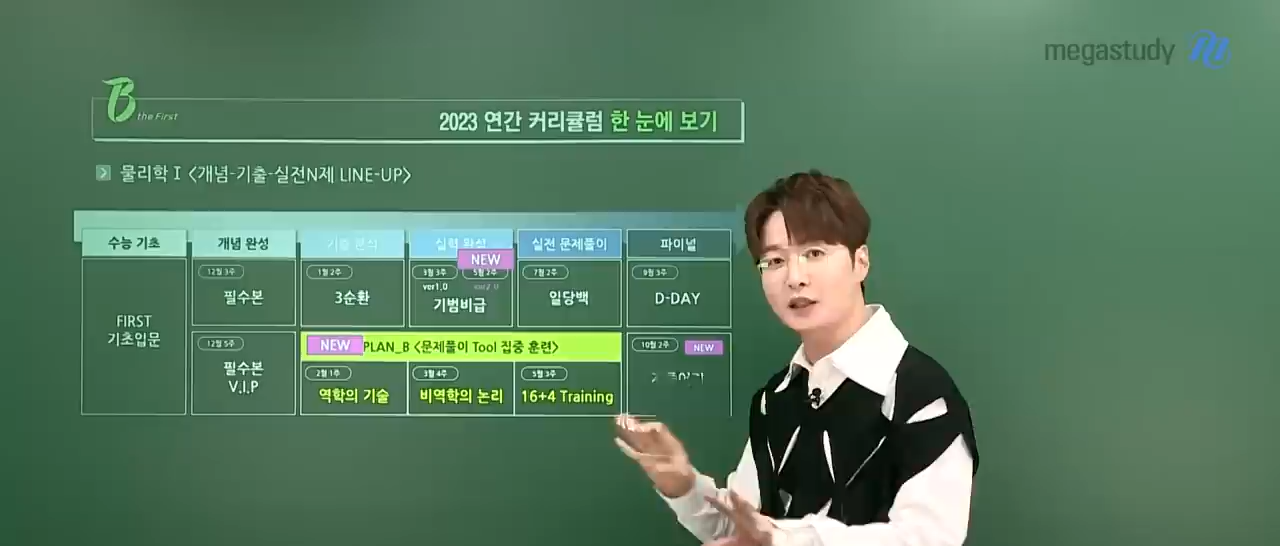 megastudy M
B the First
2023 연간 커리큘럼 한 눈에 보기
물리학 I <개념-기출-실전N제 LINE-UP>
수능 기초
개념 완성
기출 분석
실력 완성
실전 문제풀이
파이널
FIRST
기초입문
12월 3주
필수본
1월 2주
3순환
NEW
3월 3주 5월 2주
ver1.0 ver2.0
기범비급
7월 2주
일당백
9월 3주
D-DAY
12월 5주
필수본
V.I.P
NEW PLAN_B <문제풀이 Tool 집중 훈련>
2월 1주
역학의 기술
3월 4주
비역학의 논리
5월 3주
16+4 Training
10월 2주 NEW